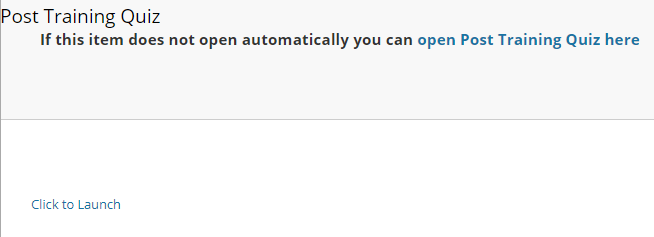 Post Training Quiz
If this item does not open automatically you can open Post Training Quiz here
Click to Launch